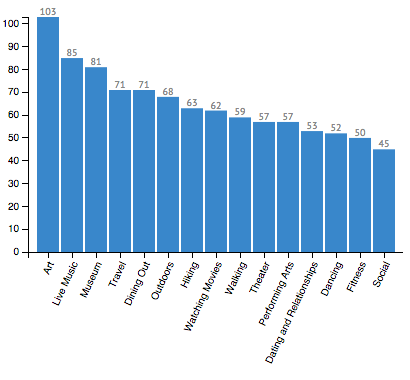 103
85
81
71
71
68
63
62
59
57
57
53
52
50
45
100
90
80
70
60
50
40
30
20
10
0
Art
Live Music
Museum
Travel
Dining Out
Outdoors
Hiking
Watching Movies
Walking
Theater
Performing Arts
Dating and Relationships
Dancing
Fitness
Social